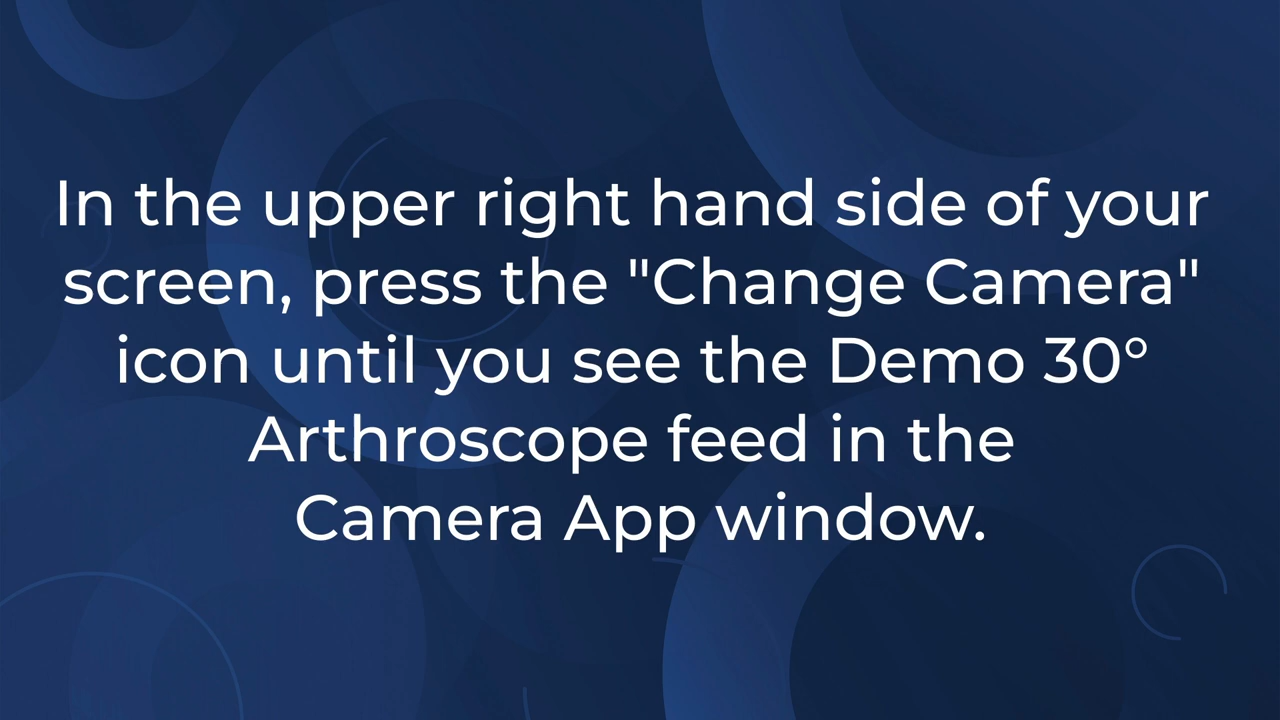 In the upper right hand side of your
screen, press the "Change Camera"
icon until you see the Demo 30°
Arthroscope feed in the
Camera App window.